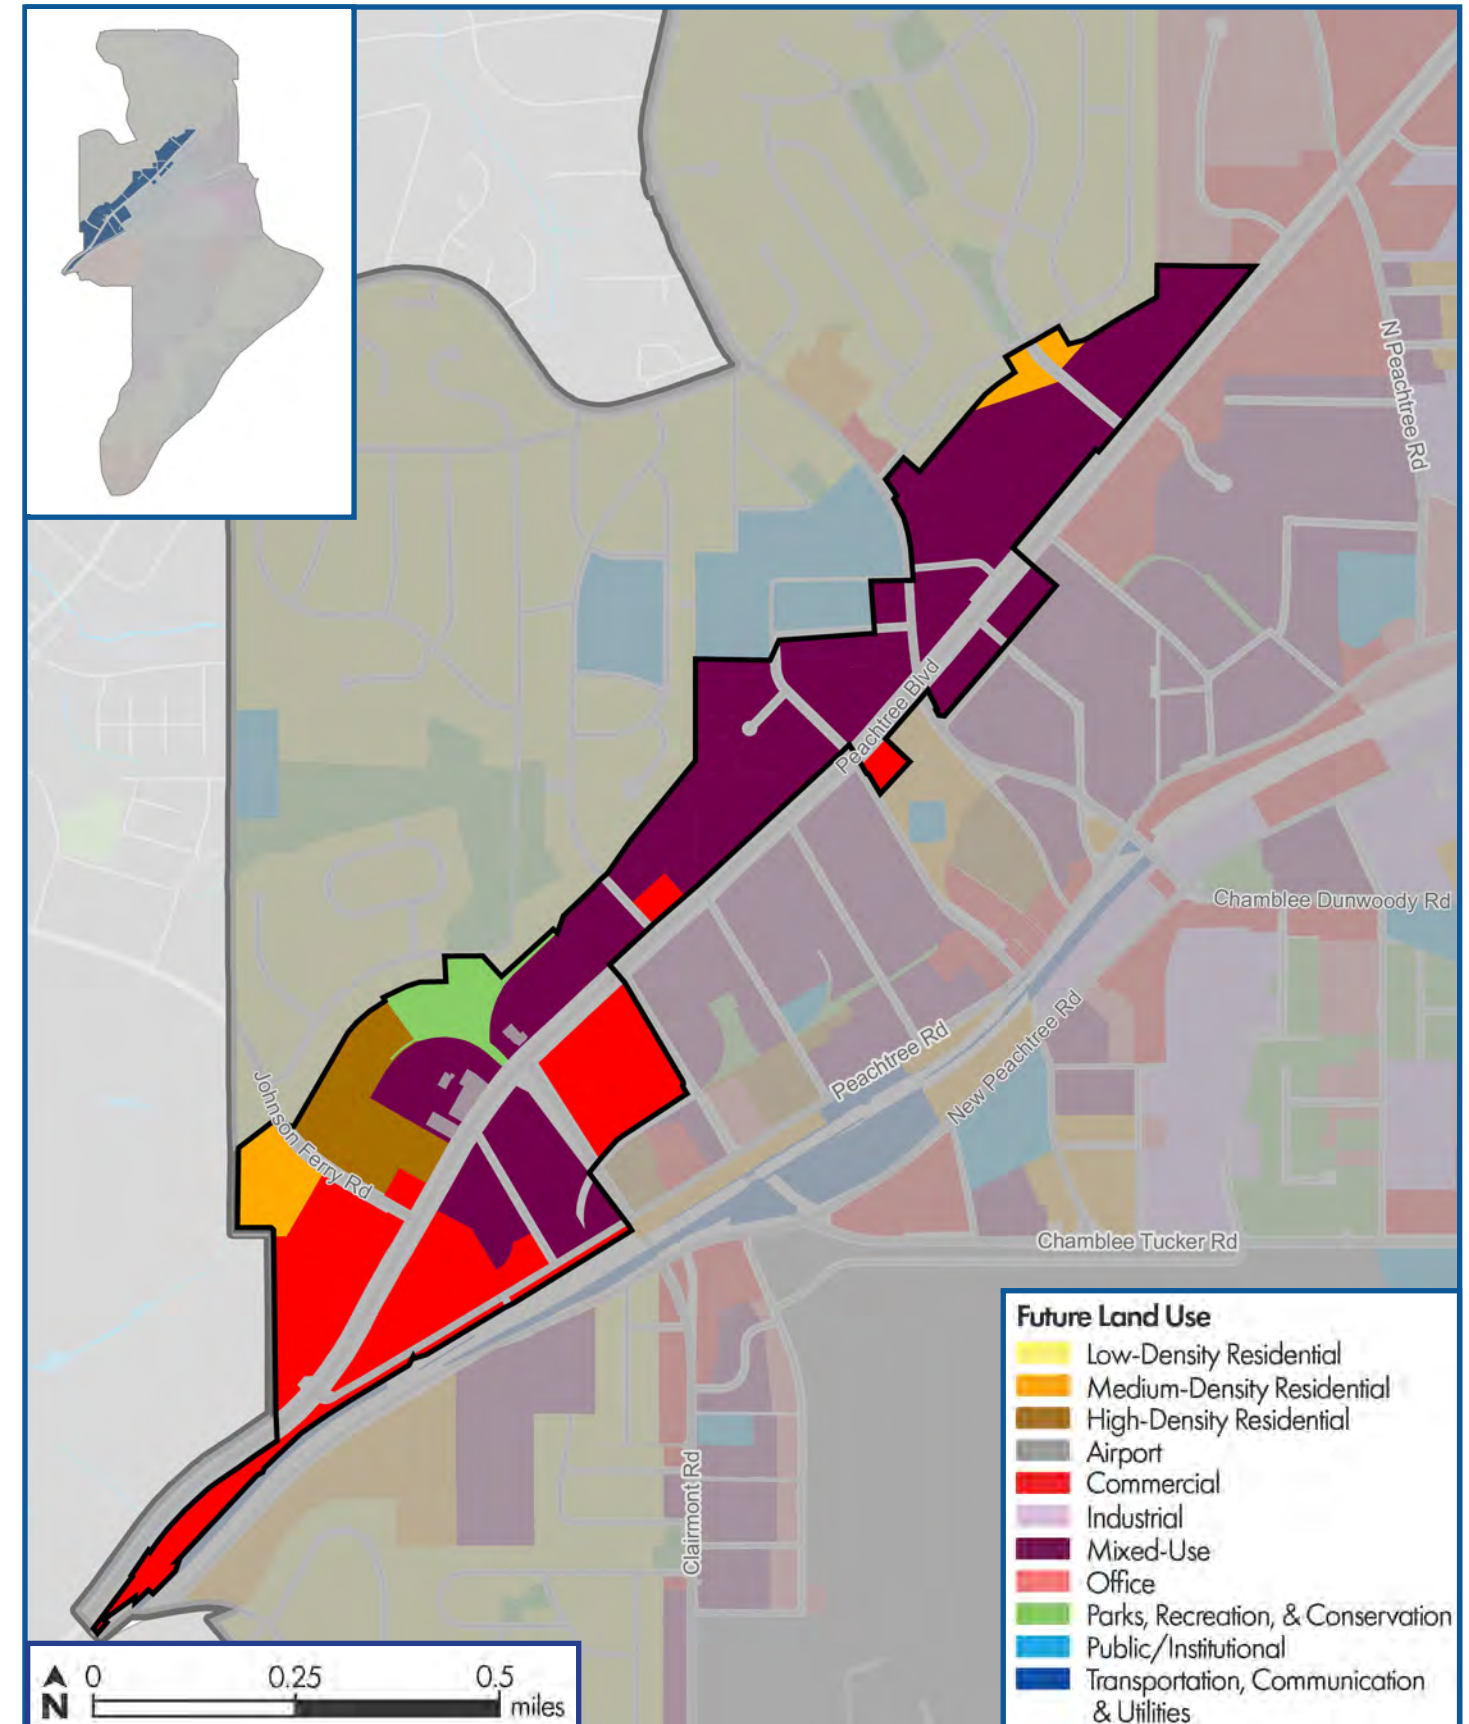 N Peachtree Rd
Peachtree Blvd
Chamblee Dunwoody Rd
Peachtree Rd
New Peachtree Rd
Johnson Ferry Rd
Chamblee Tucker Rd
Clairmont Rd
Future Land Use
Low-Density Residential
Medium-Density Residential
High-Density Residential
Airport
Commercial
Industrial
Mixed-Use
Office
Parks, Recreation, & Conservation
Public/Institutional
Transportation, Communication
& Utilities
N
0 0.25 0.5
miles